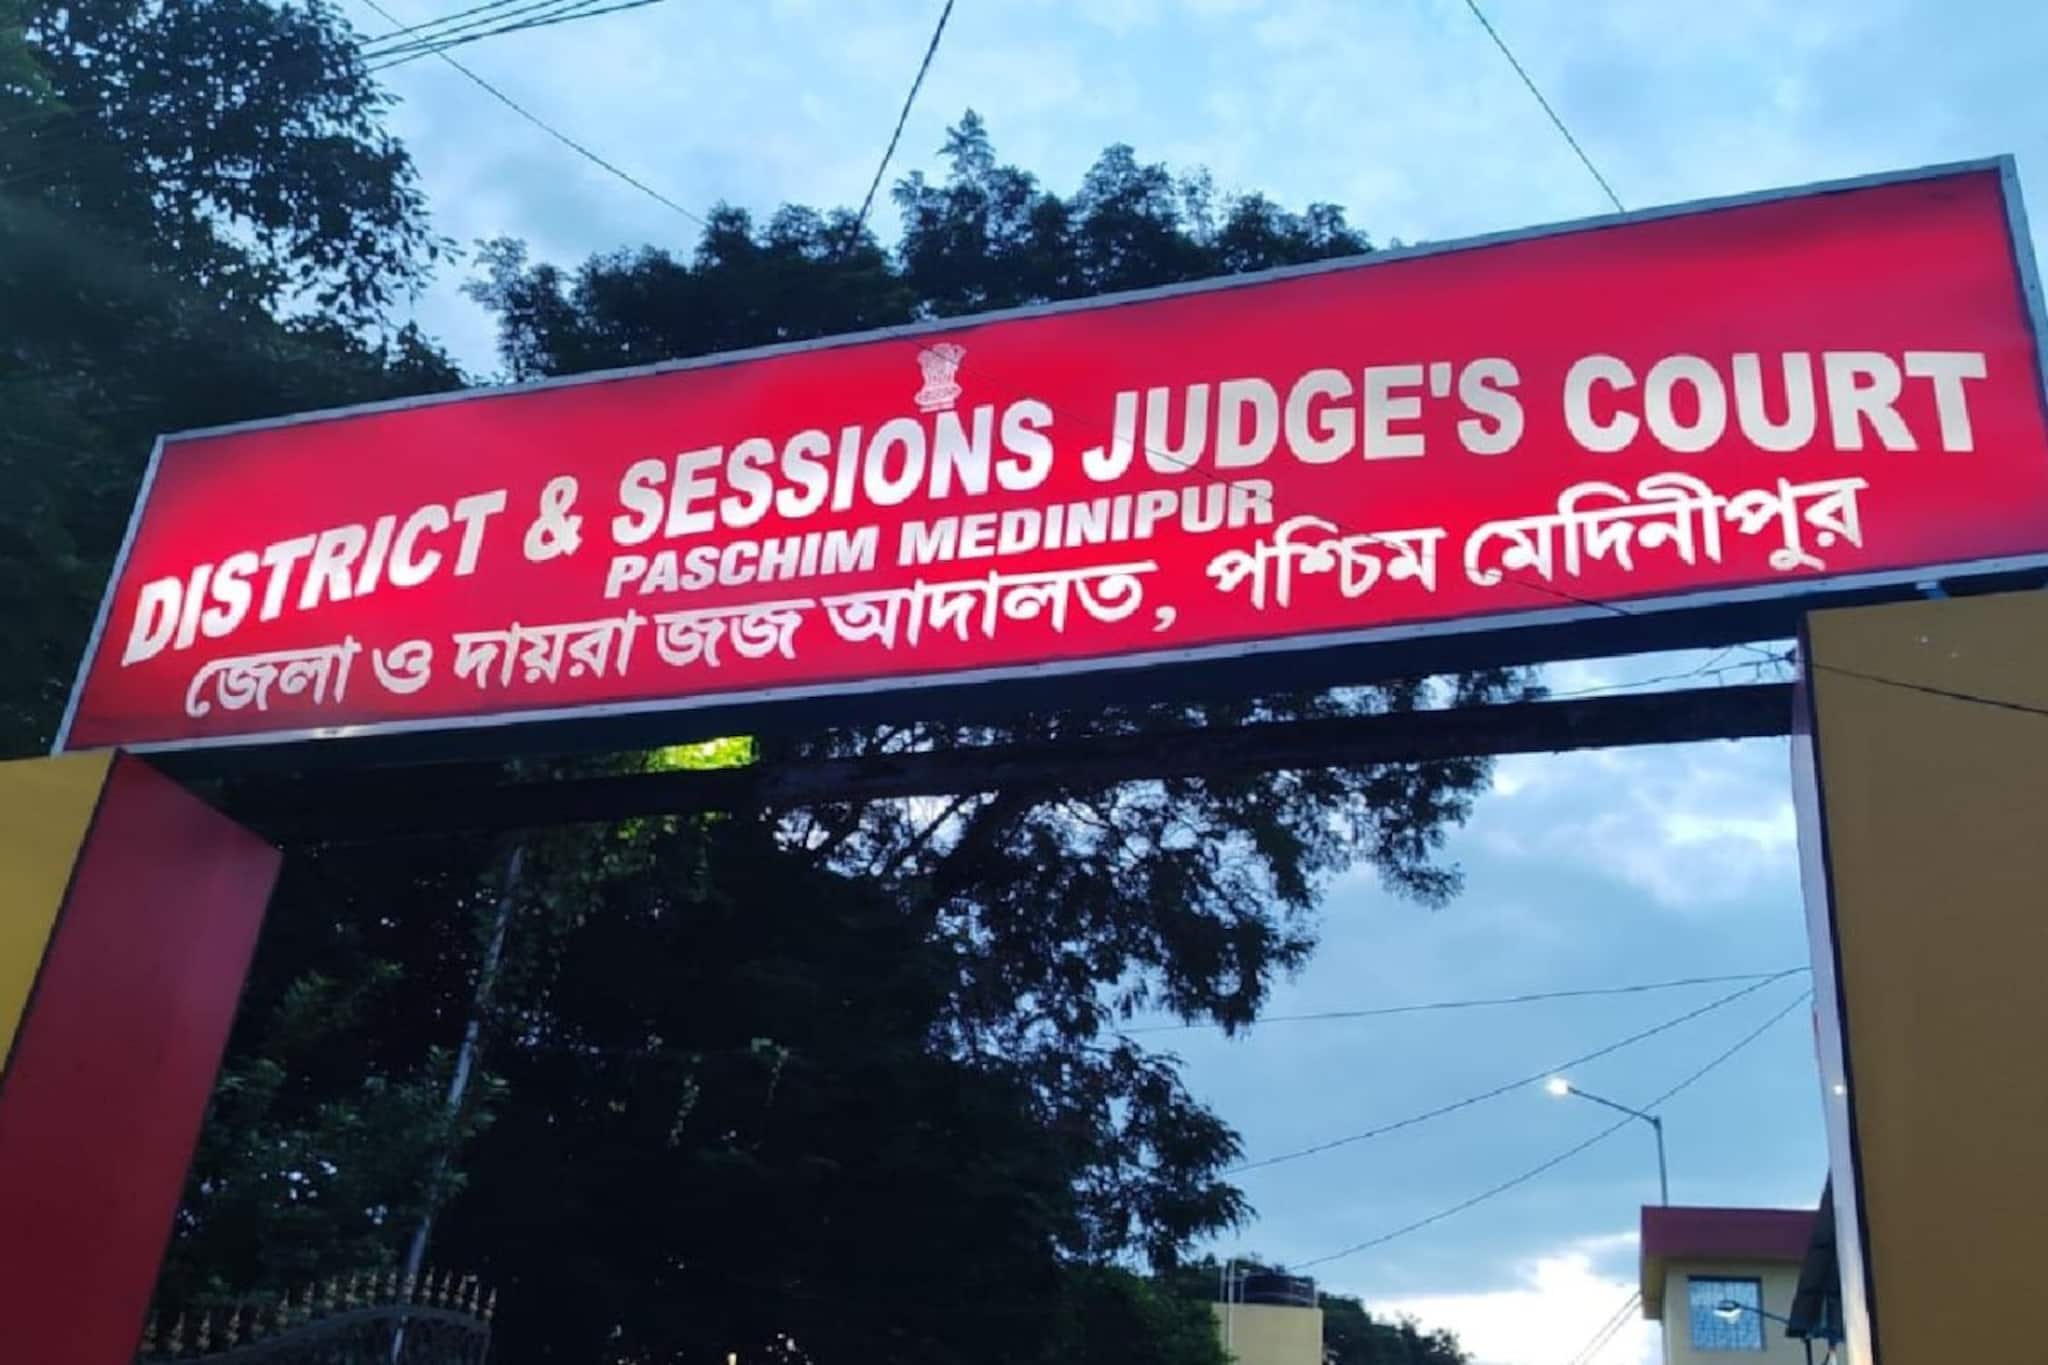 DISTRICT & SESSIONS JUDGE'S COURT
PASCHIM MEDINIPUR
জেলা ও দায়রা জজ আদালত, পশ্চিম মেদিনীপুর